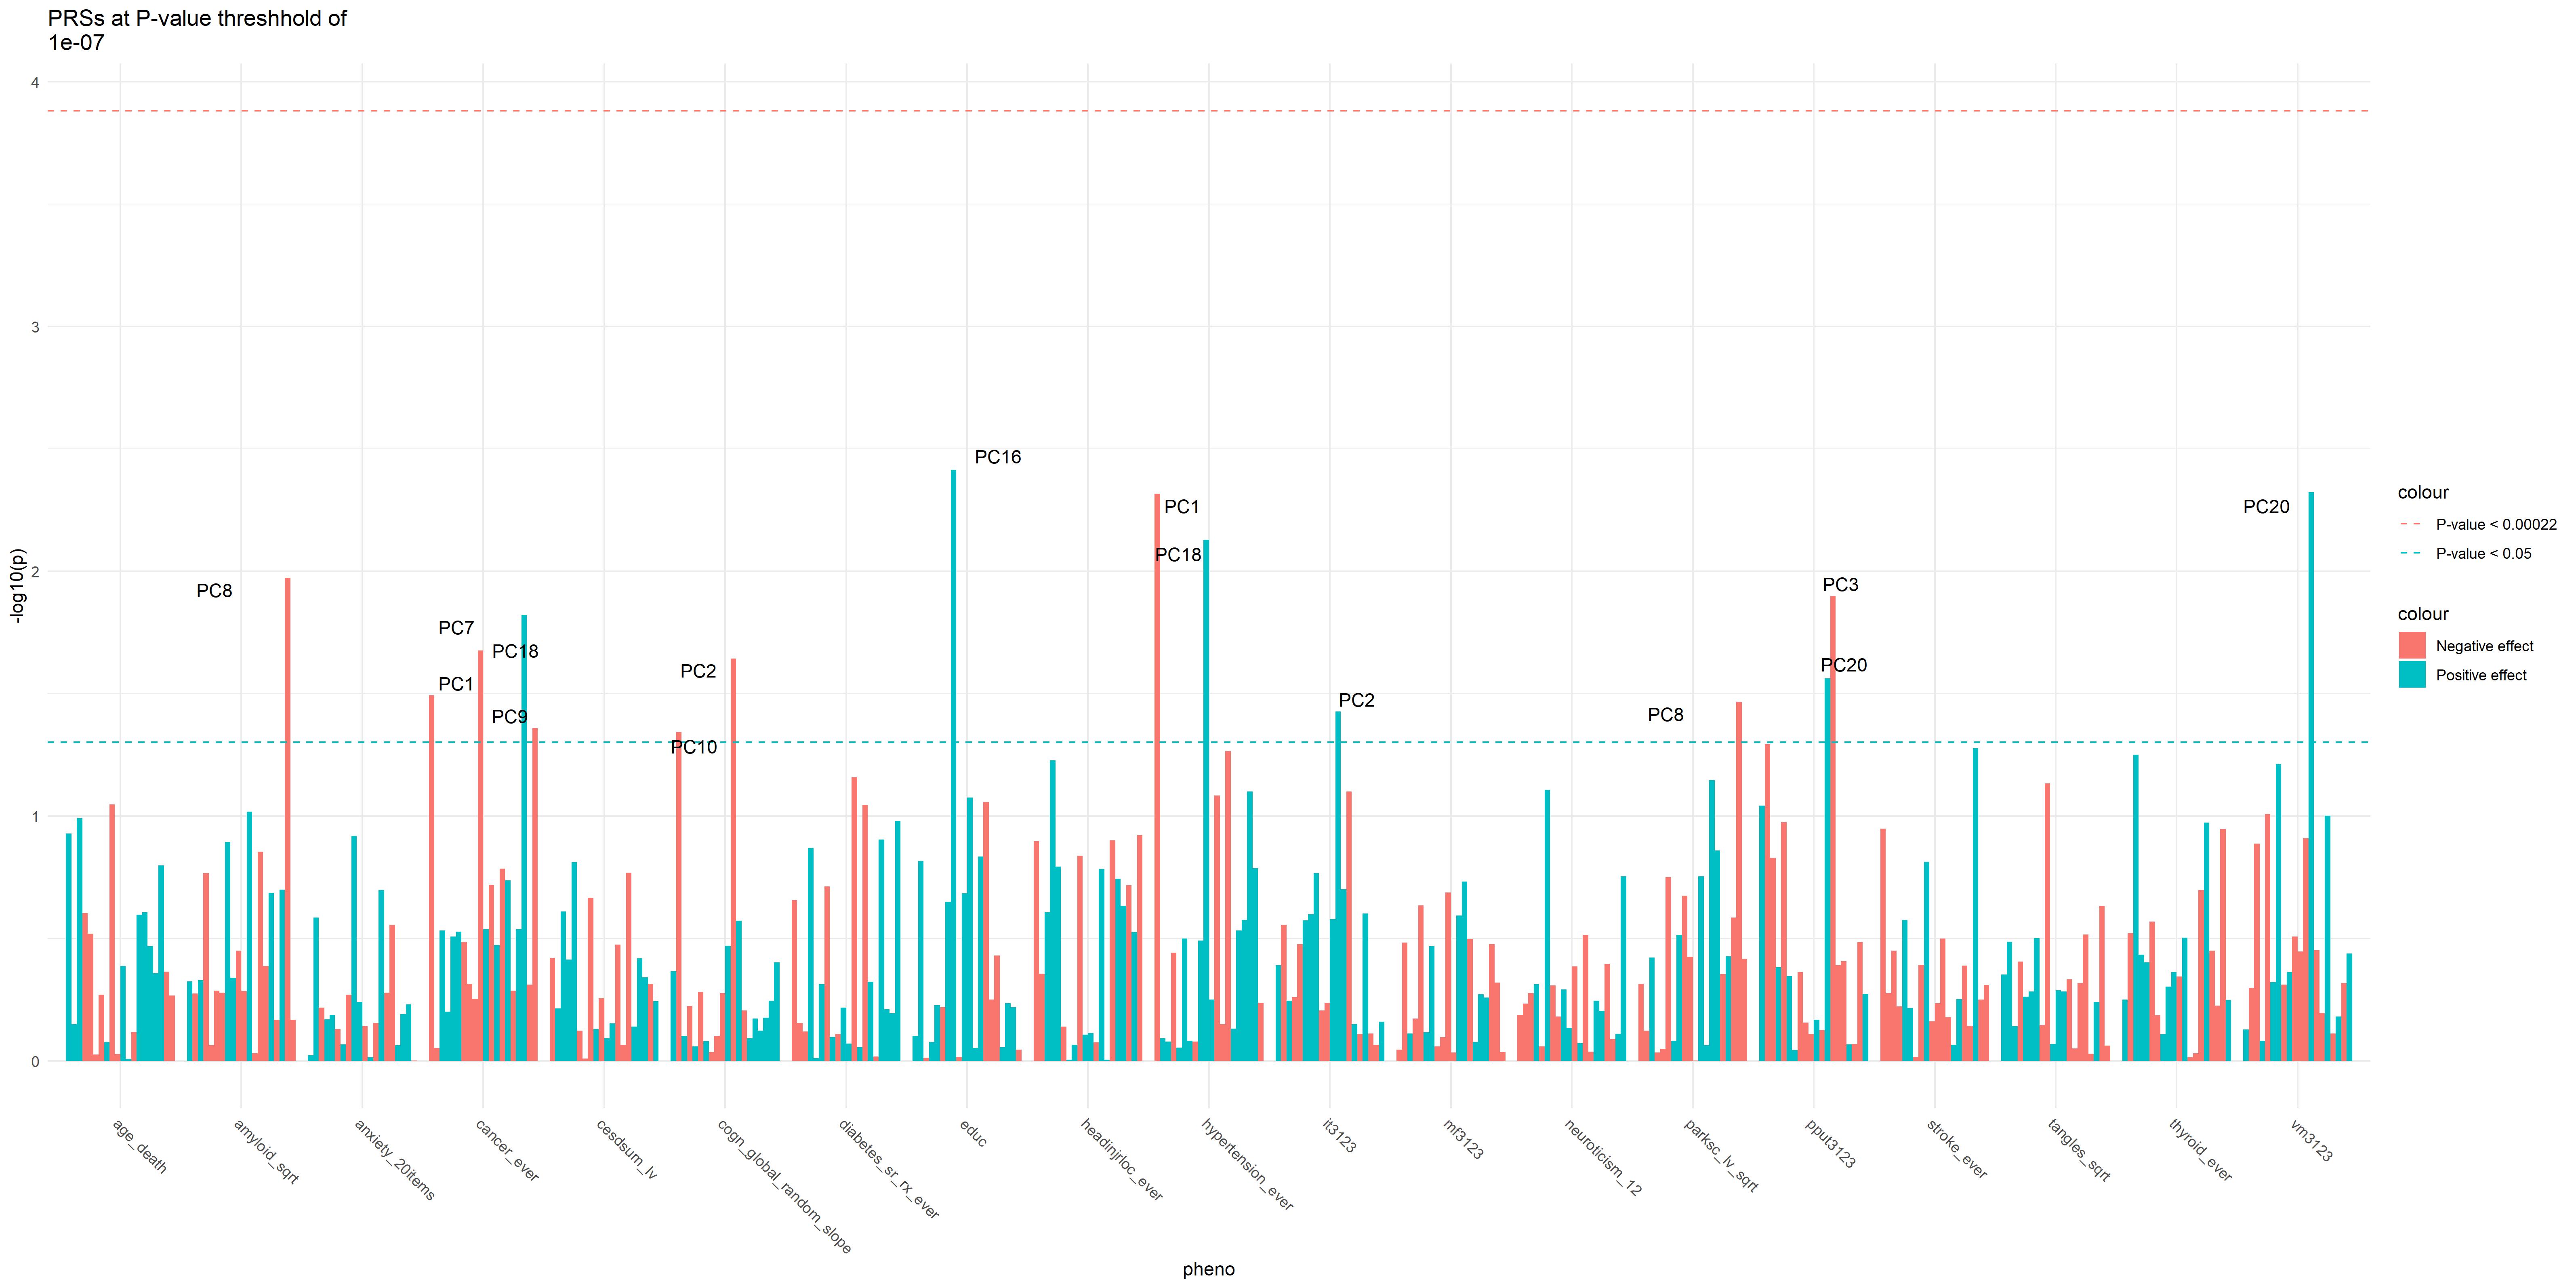 PRSs at P-value threshhold of
1e-07
4
3
2
1
0
-log10(p)
PC16
PC1
PC20
PC18
PC8
PC3
PC7
PC18
PC20
PC2
PC1
PC2
PC9
PC8
PC10
colour
P-value < 0.00022
P-value < 0.05
colour
Negative effect
Positive effect
age_death
amyloid_sqrt
anxiety_20items
cancer_ever
cesdsum_lv
cogn_global_random_slope
diabetes_sr_rx_ever
educ
headinjrloc_ever
hypertension_ever
it3123
mf3123
neuroticism_12
parksc_lv_sqrt
pput3123
stroke_ever
tangles_sqrt
thyroid_ever
vm3123
pheno